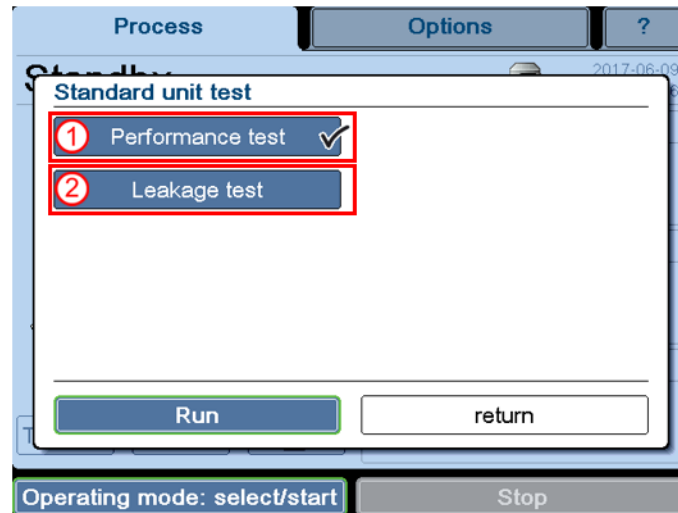 Process Options ?
Standby
2017-06-09
Standard unit test
1 Performance test
2 Leakage test
Run return
Operating mode: select/start Stop